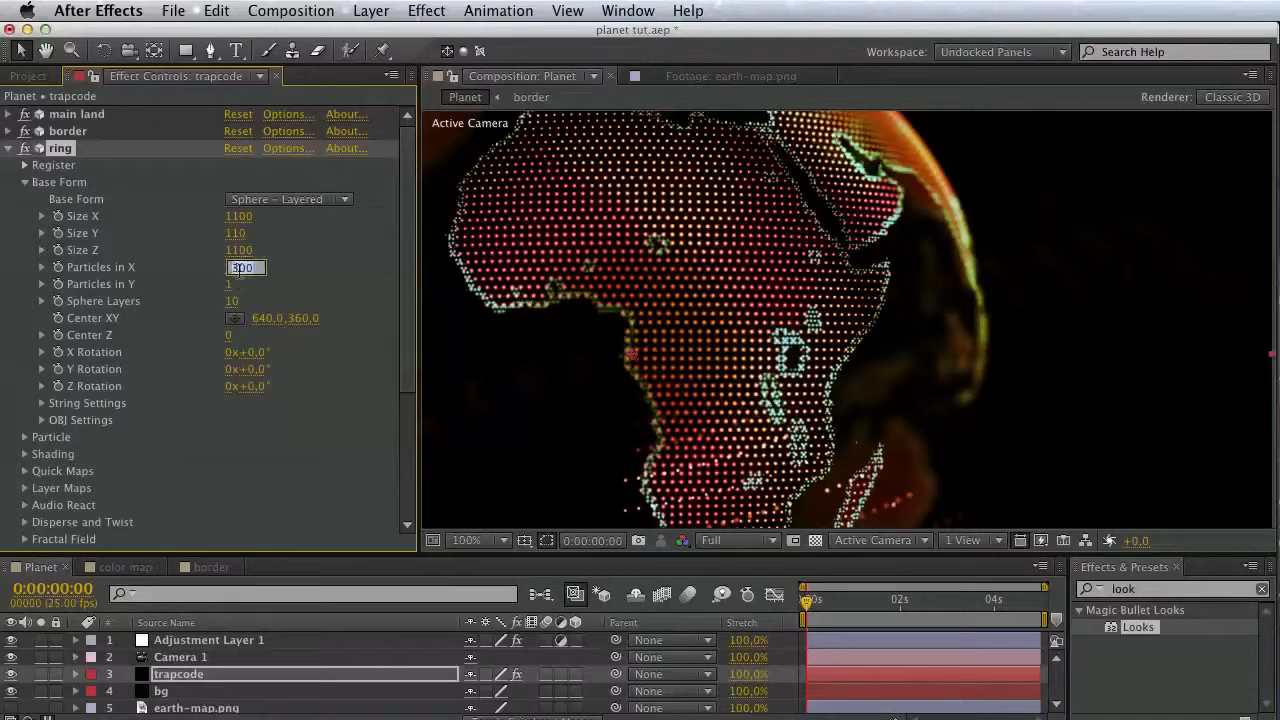 After Effects File Edit Composition Layer Effect Animation View Window Help
planet tut.aep *
Workspace: Undocked Panels Search Help
Project Effect Controls: trapcode Composition: Planet Footage: earth-map.png
Planet • trapcode
Planet border Renderer: Classic 3D
main land Reset Options... About...
border Reset Options... About...
ring Reset Options... About...
Active Camera
Register
Base Form
Base Form Sphere - Layered
Size X 1100
Size Y 110
Size Z 1100
Particles in X 300
Particles in Y 1
Sphere Layers 10
Center XY 640,0,360,0
Center Z 0
X Rotation 0x+0,0°
Y Rotation 0x+0,0°
Z Rotation 0x+0,0°
String Settings
OBJ Settings
Particle
Shading
Quick Maps
Layer Maps
Audio React
Disperse and Twist
Fractal Field
100% 0:00:00:00 Full Active Camera 1 View +0,0
Planet color map border
Effects & Presets
0:00:00:00
00000 (25.00 fps)
look
00s 02s 04s
Magic Bullet Looks
Looks
# Source Name Parent Stretch
1 Adjustment Layer 1 None 100,0%
2 Camera 1 None 100,0%
3 trapcode None 100,0%
4 bg None 100,0%
5 earth-map.png None 100,0%